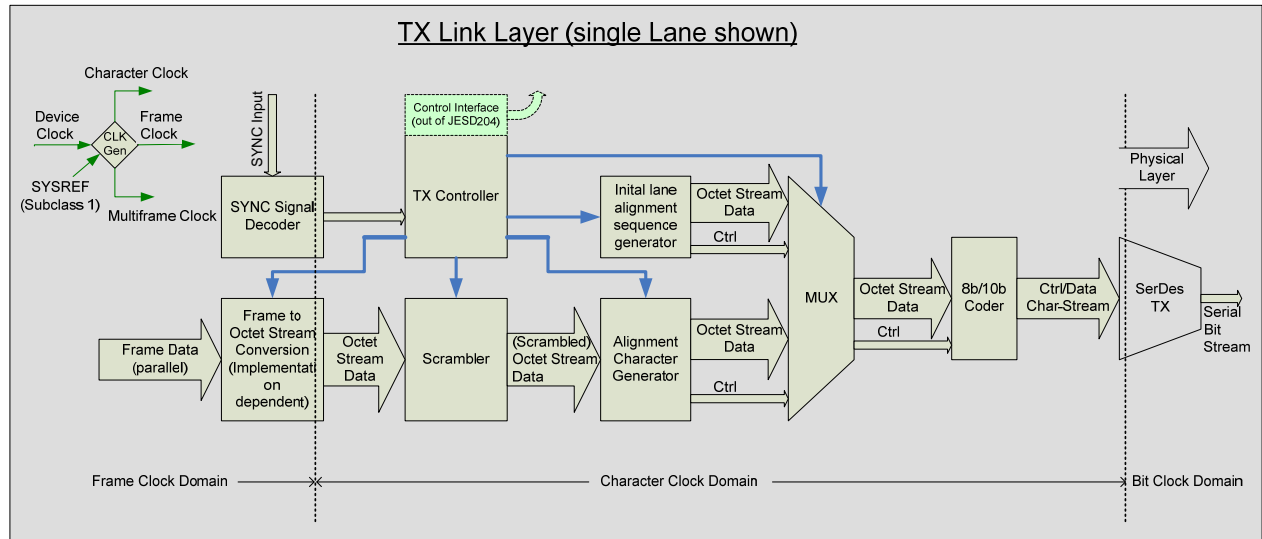 TX Link Layer (single Lane shown)
Character Clock
Device
Clock
CLK
Gen
Frame
Clock
SYSREF
(Subclass 1)
Multiframe Clock
SYNC Input
Control Interface
(out of JESD204)
SYNC Signal
Decoder
TX Controller
Inital lane
alignment
sequence
generator
Octet Stream
Data
Ctrl
Physical
Layer
MUX
Frame Data
(parallel)
Frame to
Octet Stream
Conversion
(Implementati
on
dependent)
Octet
Stream
Data
Scrambler
(Scrambled)
Octet Stream
Data
Alignment
Character
Generator
Octet Stream
Data
Ctrl
Octet Stream
Data
Ctrl
8b/10b
Coder
Ctrl/Data
Char-Stream
SerDes
TX
Serial
Bit
Stream
Frame Clock Domain
Character Clock Domain
Bit Clock Domain